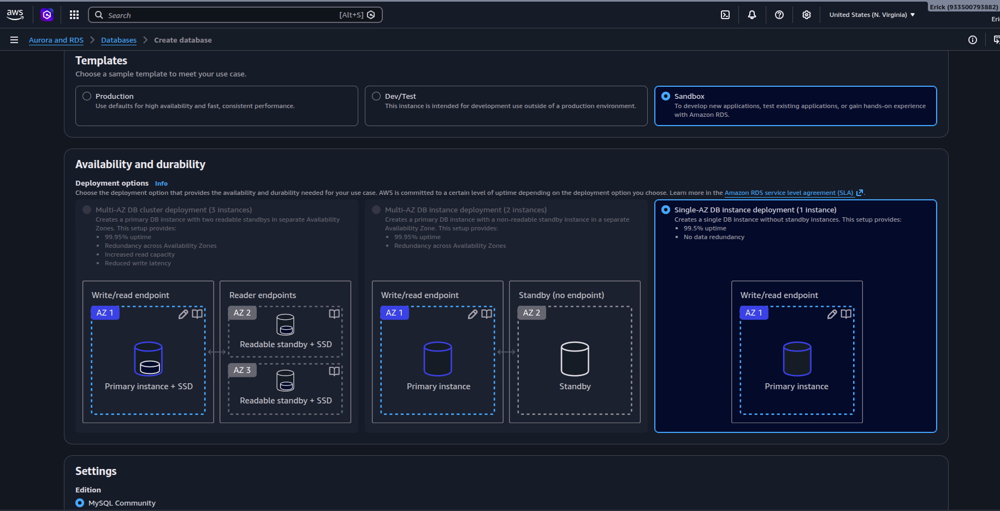 aws
Search [Alt+S]
United States (N. Virginia)
Erick (933500793882)
Eri
Aurora and RDS
Databases
Create database
Templates
Choose a sample template to meet your use case.
Production
Use defaults for high availability and fast, consistent performance.
Dev/Test
This instance is intended for development use outside of a production environment.
Sandbox
To develop new applications, test existing applications, or gain hands-on experience
with Amazon RDS.
Availability and durability
Deployment options Info
Choose the deployment option that provides the availability and durability needed for your use case. AWS is committed to a certain level of uptime depending on the deployment option you choose. Learn more in the Amazon RDS service level agreement (SLA) .
Multi-AZ DB cluster deployment (3 instances)
Creates a primary DB instance with two readable standbys in separate Availability
Zones. This setup provides:
• 99.95% uptime
• Redundancy across Availability Zones
• Increased read capacity
• Reduced write latency
Write/read endpoint
AZ 1
Primary instance + SSD
Reader endpoints
AZ 2
Readable standby + SSD
AZ 3
Readable standby + SSD
Multi-AZ DB instance deployment (2 instances)
Creates a primary DB instance with a non-readable standby instance in a separate
Availability Zone. This setup provides:
• 99.95% uptime
• Redundancy across Availability Zones
Write/read endpoint
AZ 1
Primary instance
Standby (no endpoint)
AZ 2
Standby
Single-AZ DB instance deployment (1 instance)
Creates a single DB instance without standby instances. This setup provides:
• 99.5% uptime
• No data redundancy
Write/read endpoint
AZ 1
Primary instance
Settings
Edition
MySQL Community